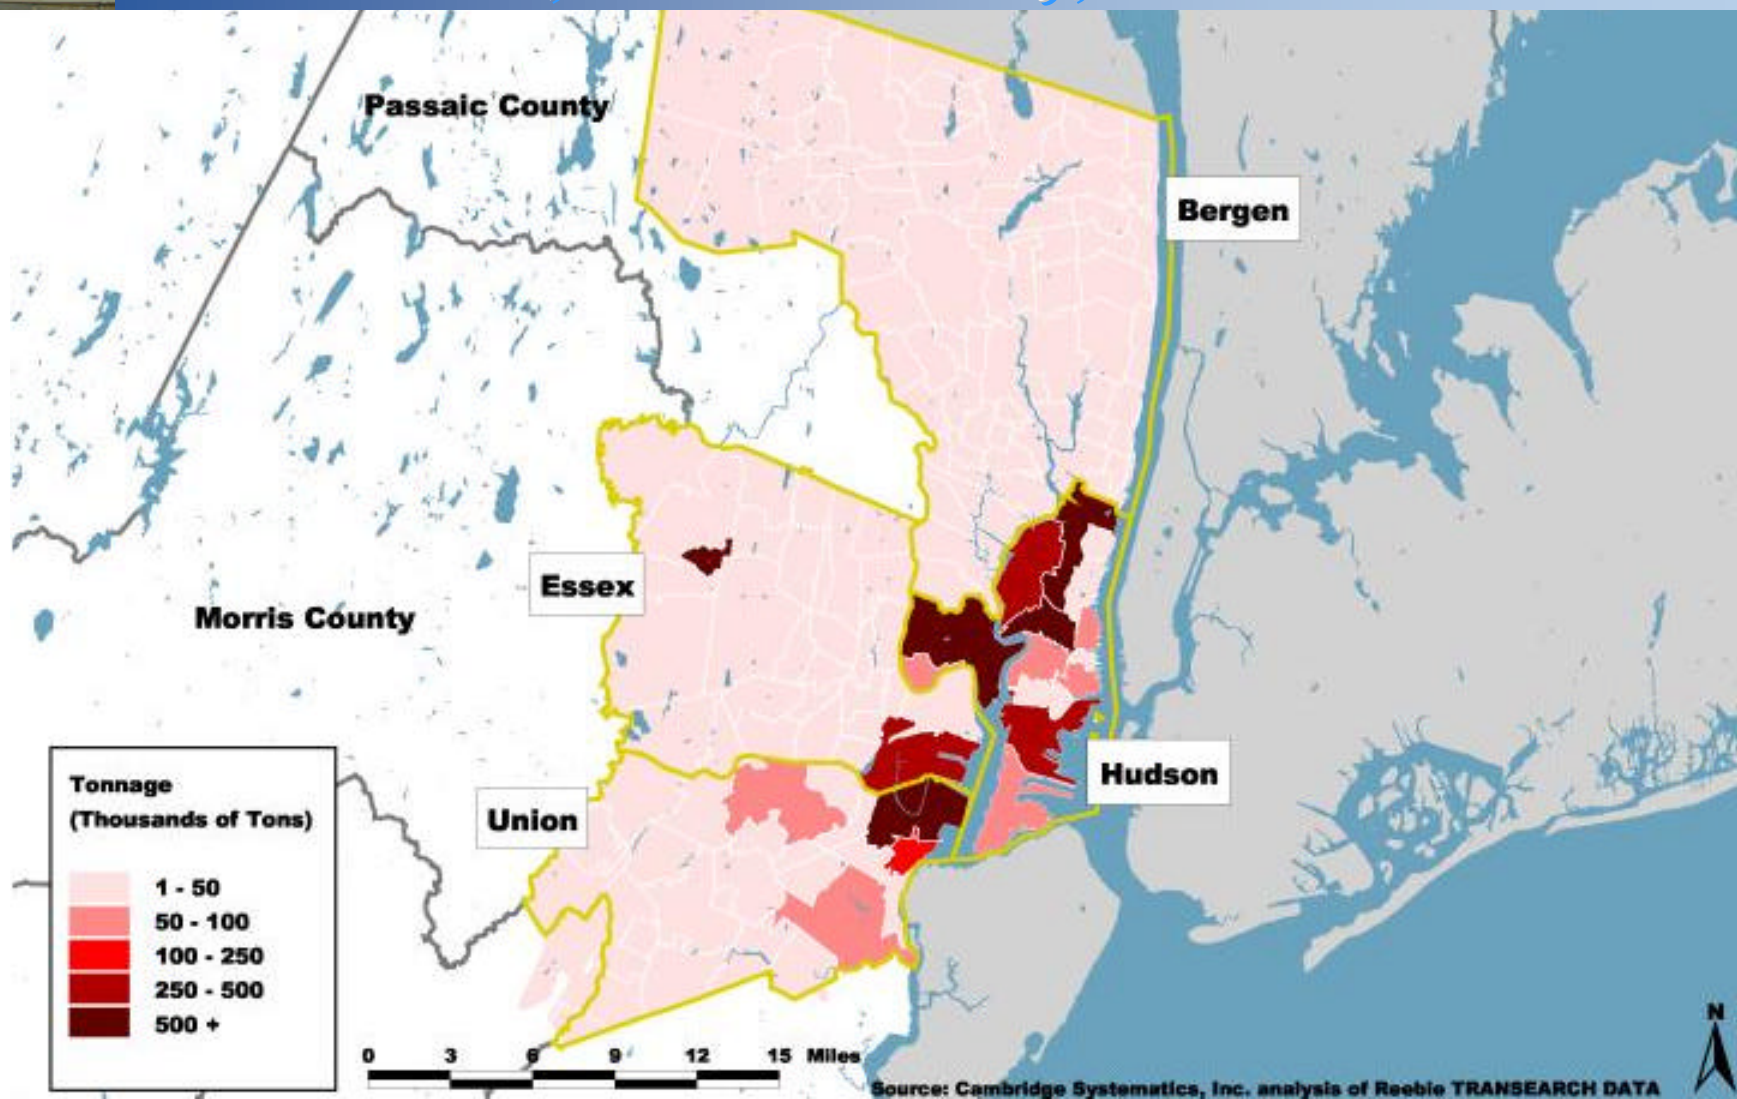 Passaic County
Bergen
Essex
Morris County
Hudson
Union
Tonnage
(Thousands of Tons)
1 - 50
50 - 100
100 - 250
250 - 500
500 +
0 3 6 9 12 15 Miles
N
Source: Cambridge Systematics, Inc. analysis of Reebie TRANSEARCH DATA